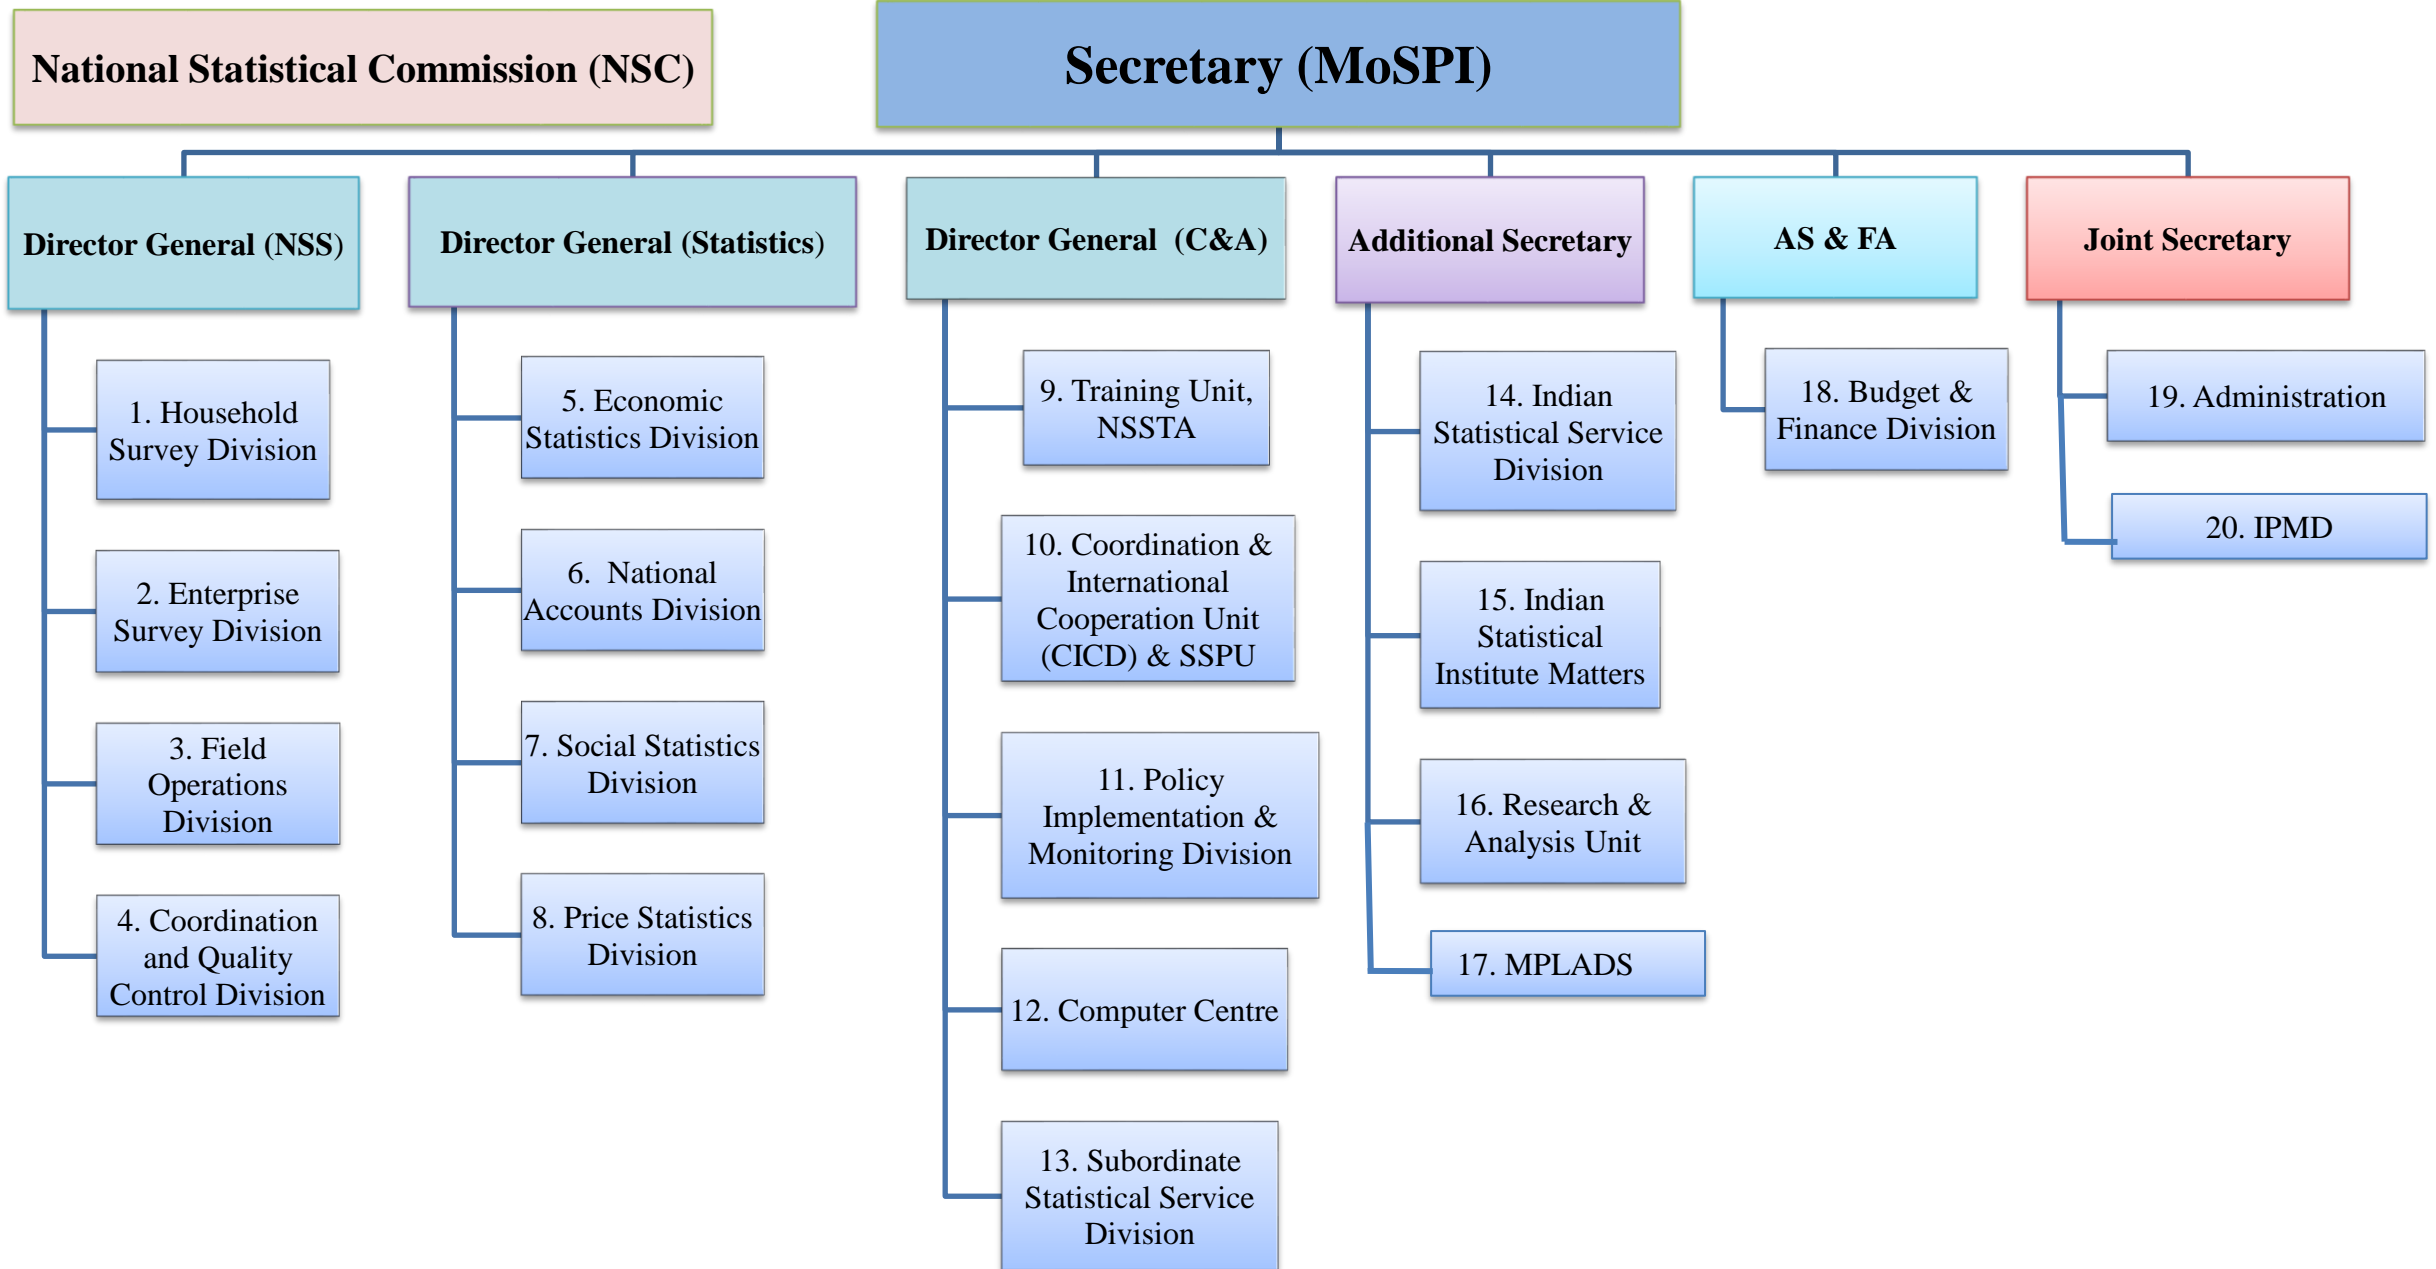 National Statistical Commission (NSC)
Secretary (MoSPI)
Director General (NSS)
1. Household
Survey Division
2. Enterprise
Survey Division
3. Field
Operations
Division
4. Coordination
and Quality
Control Division
Director General (Statistics)
5. Economic
Statistics Division
6. National
Accounts Division
7. Social Statistics
Division
8. Price Statistics
Division
Director General (C&A)
9. Training Unit,
NSSTA
10. Coordination &
International
Cooperation Unit
(CICD) & SSPU
11. Policy
Implementation &
Monitoring Division
12. Computer Centre
13. Subordinate
Statistical Service
Division
Additional Secretary
14. Indian
Statistical Service
Division
15. Indian
Statistical
Institute Matters
16. Research &
Analysis Unit
17. MPLADS
AS & FA
18. Budget &
Finance Division
Joint Secretary
19. Administration
20. IPMD